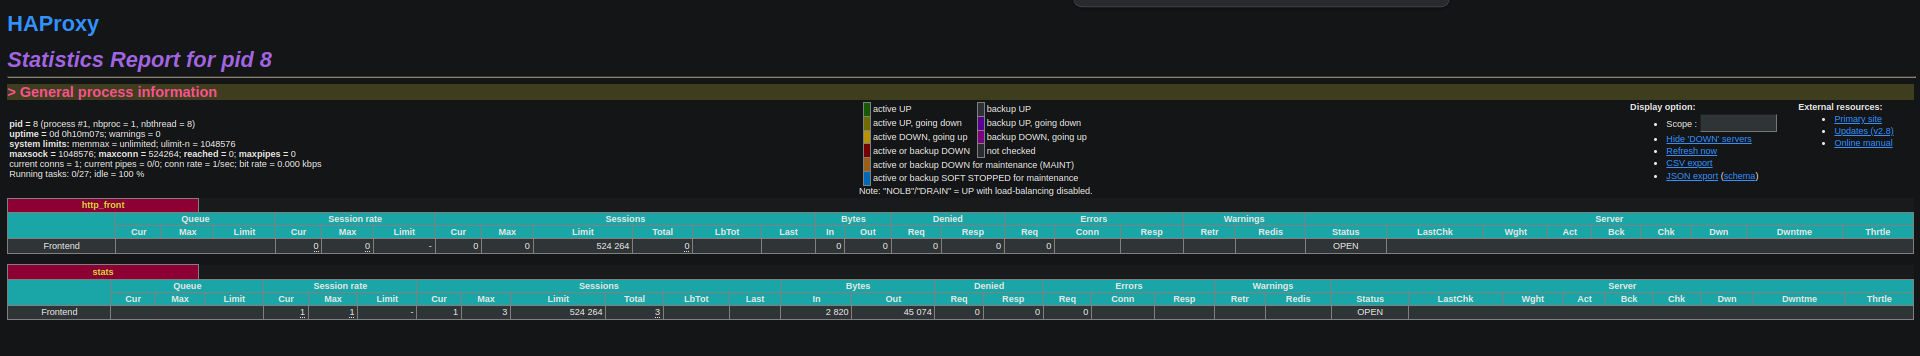 HAProxy
Statistics Report for pid 8
> General process information
pid = 8 (process #1, nbproc = 1, nbthread = 8)
uptime = 0d 0h10m07s; warnings = 0
system limits: memmax = unlimited; ulimit-n = 1048576
maxsock = 1048576; maxconn = 524264; reached = 0; maxpipes = 0
current conns = 1; current pipes = 0/0; conn rate = 1/sec; bit rate = 0.000 kbps
Running tasks: 0/27; idle = 100 %
active UP backup UP
active UP, going down backup UP, going down
active DOWN, going up backup DOWN, going up
active or backup DOWN not checked
active or backup DOWN for maintenance (MAINT)
active or backup SOFT STOPPED for maintenance
Note: "NOLB"/"DRAIN" = UP with load-balancing disabled.
Display option:
• Scope :
• Hide 'DOWN' servers
• Refresh now
• CSV export
• JSON export (schema)
External resources:
• Primary site
• Updates (v2.8)
• Online manual
http_front
Queue Session rate Sessions Bytes Denied Errors Warnings Server
Cur Max Limit Cur Max Limit Cur Max Limit Total LbTot Last In Out Req Resp Req Conn Resp Retr Redis Status LastChk Wght Act Bck Chk Dwn Dwntme Thrtle
Frontend 0 0 - 0 0 524 264 0 0 0 0 0 0 OPEN
stats
Queue Session rate Sessions Bytes Denied Errors Warnings Server
Cur Max Limit Cur Max Limit Cur Max Limit Total LbTot Last In Out Req Resp Req Conn Resp Retr Redis Status LastChk Wght Act Bck Chk Dwn Dwntme Thrtle
Frontend 1 1 - 1 3 524 264 3 2 820 45 074 0 0 0 OPEN